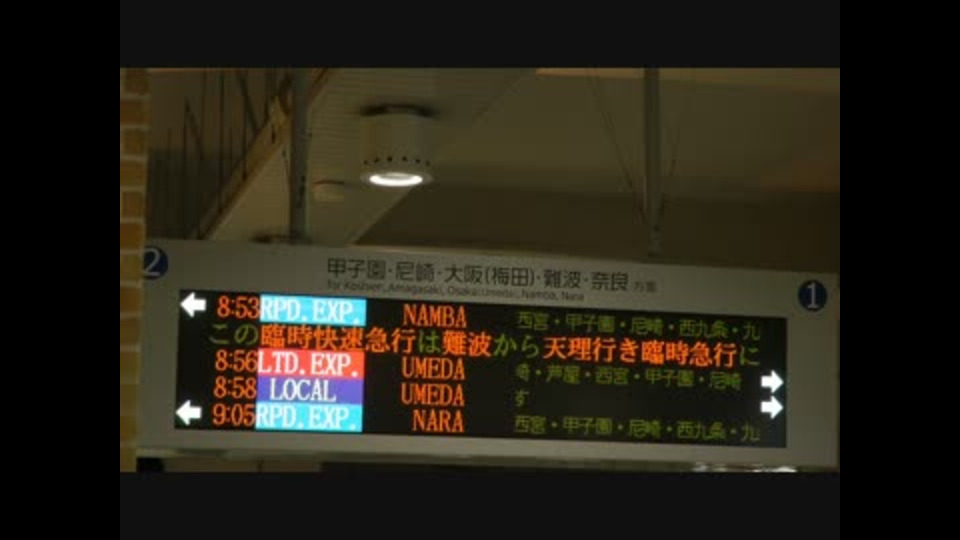 2
甲子園・尼崎・大阪(梅田)・難波・奈良 方面
for Koshien, Amagasaki, Osaka-Umeda, Namba, Nara
1
8:53 RPD.EXP. NAMBA 西宮・甲子園・尼崎・西九条・九
この臨時快速急行は難波から天理行き臨時急行に
8:56 LTD.EXP. UMEDA 崎・芦屋・西宮・甲子園・尼崎
8:58 LOCAL UMEDA す
9:05 RPD.EXP. NARA 西宮・甲子園・尼崎・西九条・九